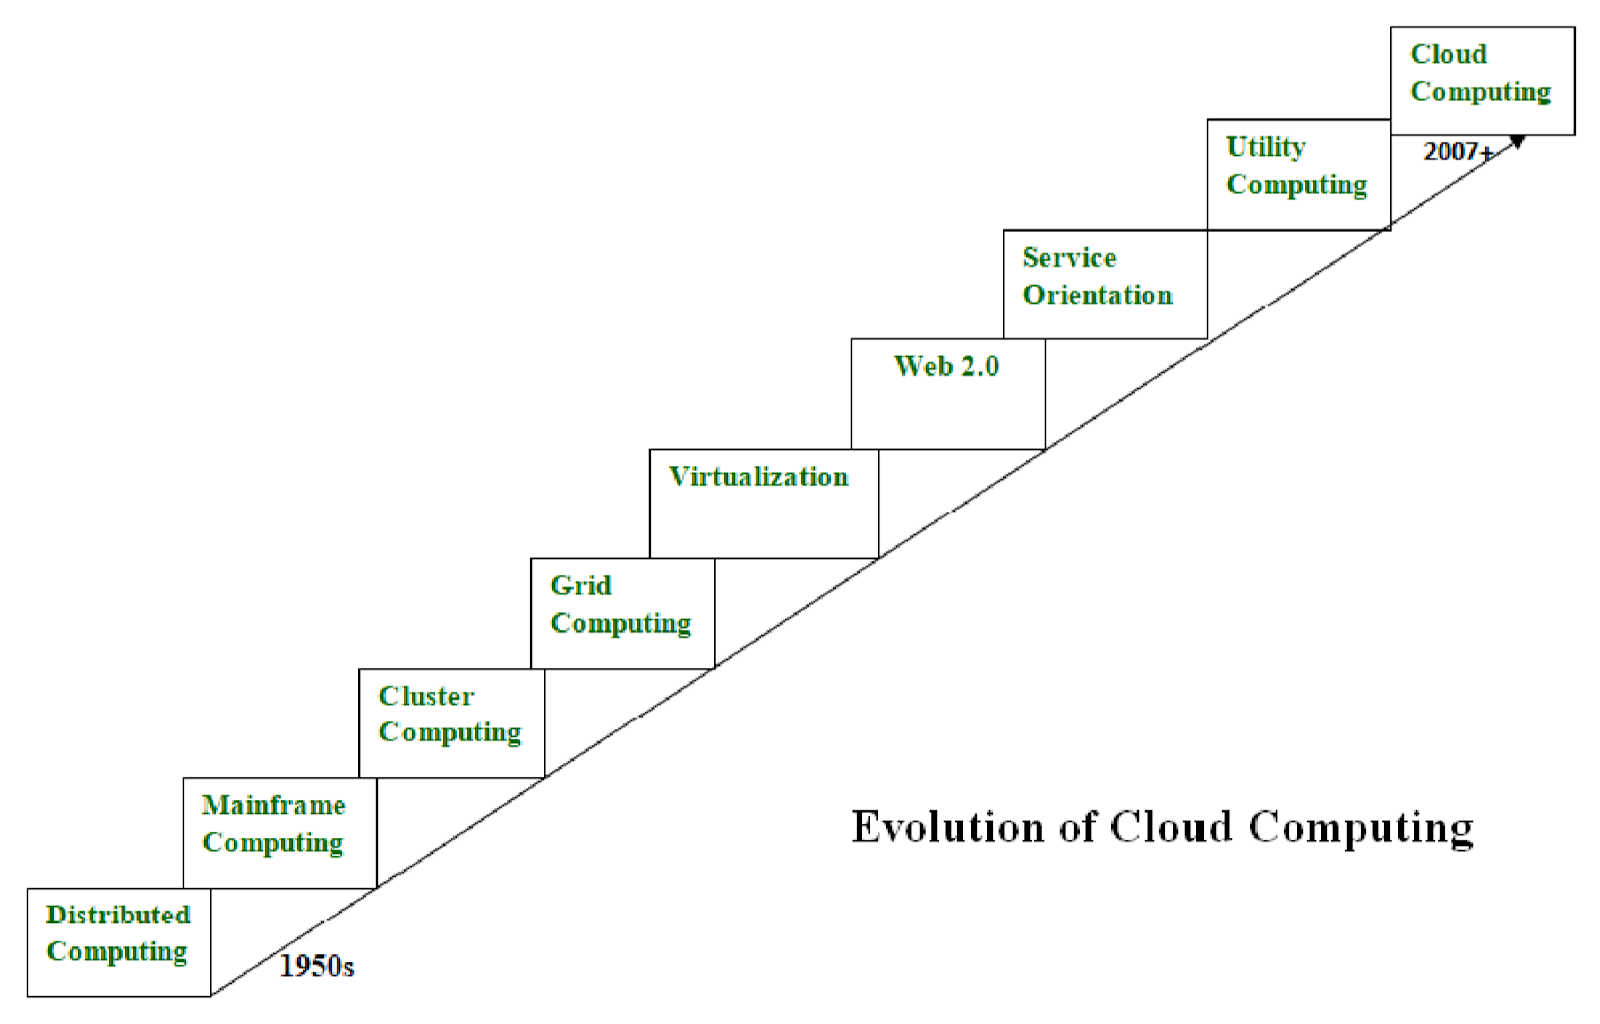 Cloud
Computing
2007+
Utility
Computing
Service
Orientation
Web 2.0
Virtualization
Grid
Computing
Cluster
Computing
Mainframe
Computing
Evolution of Cloud Computing
Distributed
Computing
1950s